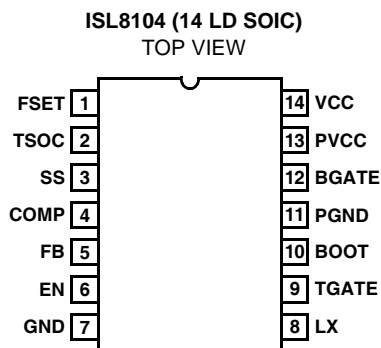 ISL8104 (14 LD SOIC)
TOP VIEW
FSET 1
TSOC 2
SS 3
COMP 4
FB 5
EN 6
GND 7
14 VCC
13 PVCC
12 BGATE
11 PGND
10 BOOT
9 TGATE
8 LX